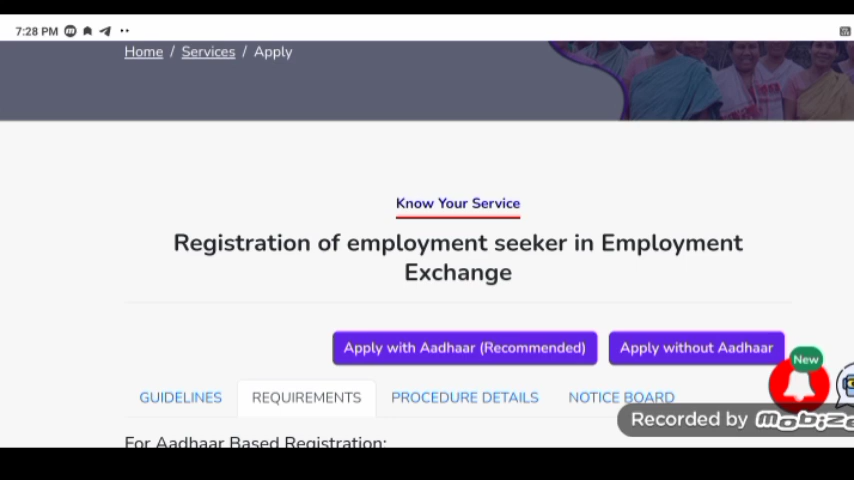 7:28 PM
Home / Services / Apply
Know Your Service
Registration of employment seeker in Employment
Exchange
Apply with Aadhaar (Recommended) Apply without Aadhaar
New
GUIDELINES REQUIREMENTS PROCEDURE DETAILS NOTICE BOARD
Recorded by
For Aadhaar Based Registration: